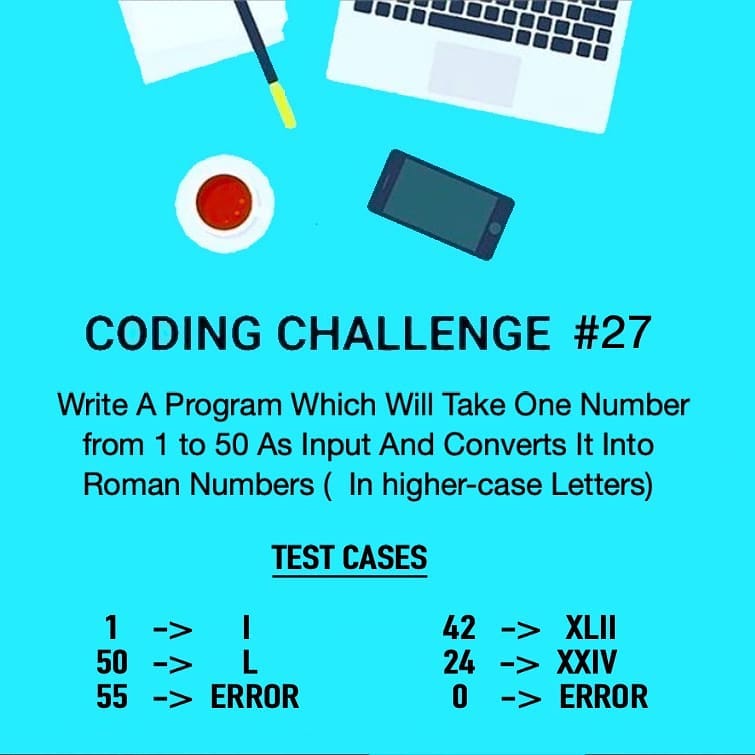 CODING CHALLENGE #27
Write A Program Which Will Take One Number
from 1 to 50 As Input And Converts It Into
Roman Numbers ( In higher-case Letters)
TEST CASES
1 -> I
50 -> L
55 -> ERROR
42 -> XLII
24 -> XXIV
0 -> ERROR